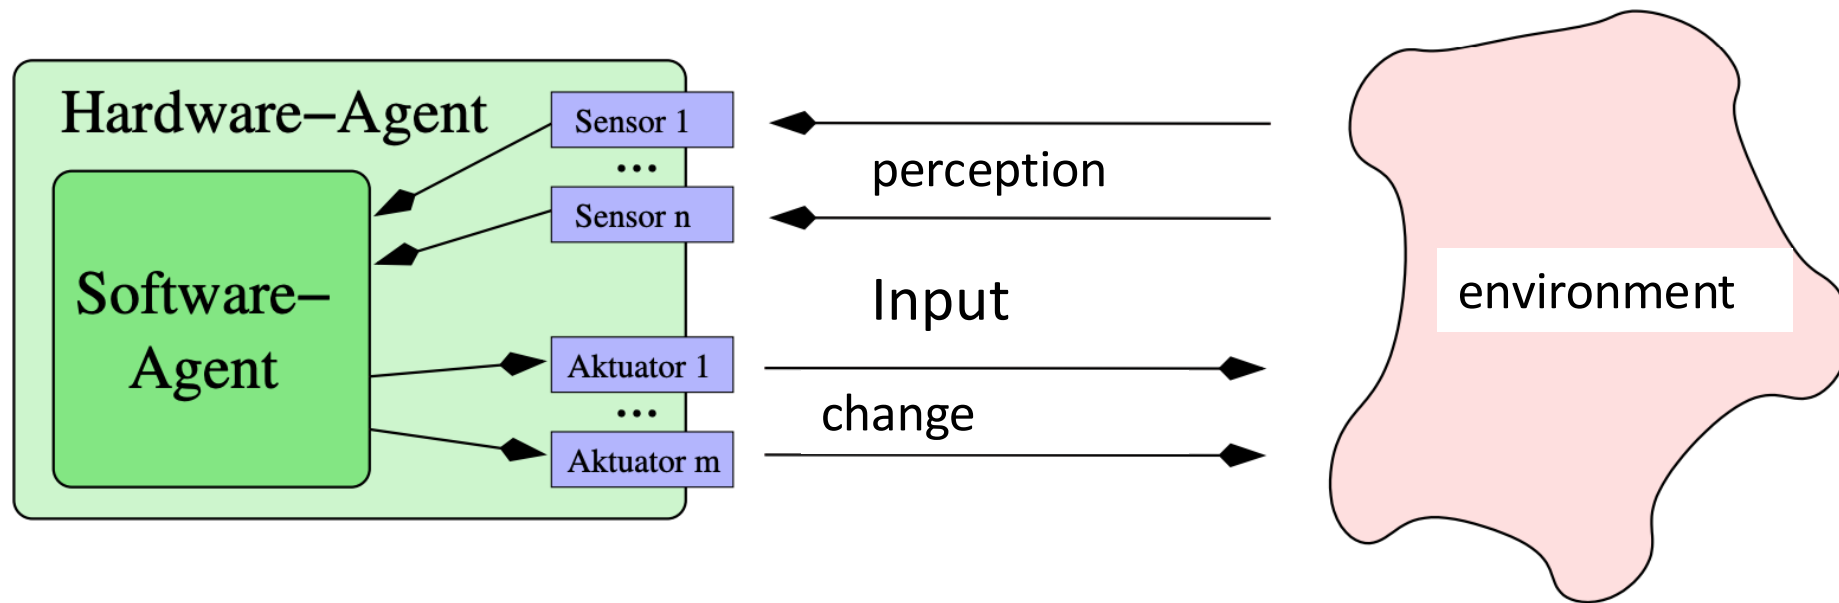 Hardware–Agent
Sensor 1
...
perception
Sensor n
Software–
Agent
Input
environment
Aktuator 1
...
change
Aktuator m